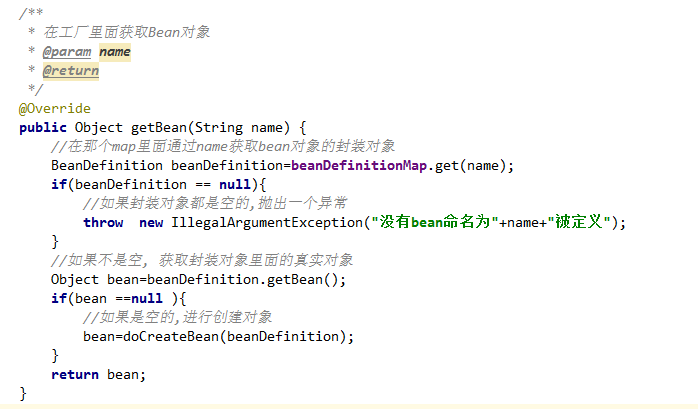 /**
 * 在工厂里面获取Bean对象
 * @param name
 * @return
 */
@Override
public Object getBean(String name) {
    //在那个map里面通过name获取bean对象的封装对象
    BeanDefinition beanDefinition=beanDefinitionMap.get(name);
    if(beanDefinition == null){
        //如果封装对象都是空的,抛出一个异常
        throw  new IllegalArgumentException("没有bean命名为"+name+"被定义");
    }
    //如果不是空, 获取封装对象里面的真实对象
    Object bean=beanDefinition.getBean();
    if(bean ==null ){
        //如果是空的,进行创建对象
        bean=doCreateBean(beanDefinition);
    }
    return bean;
}